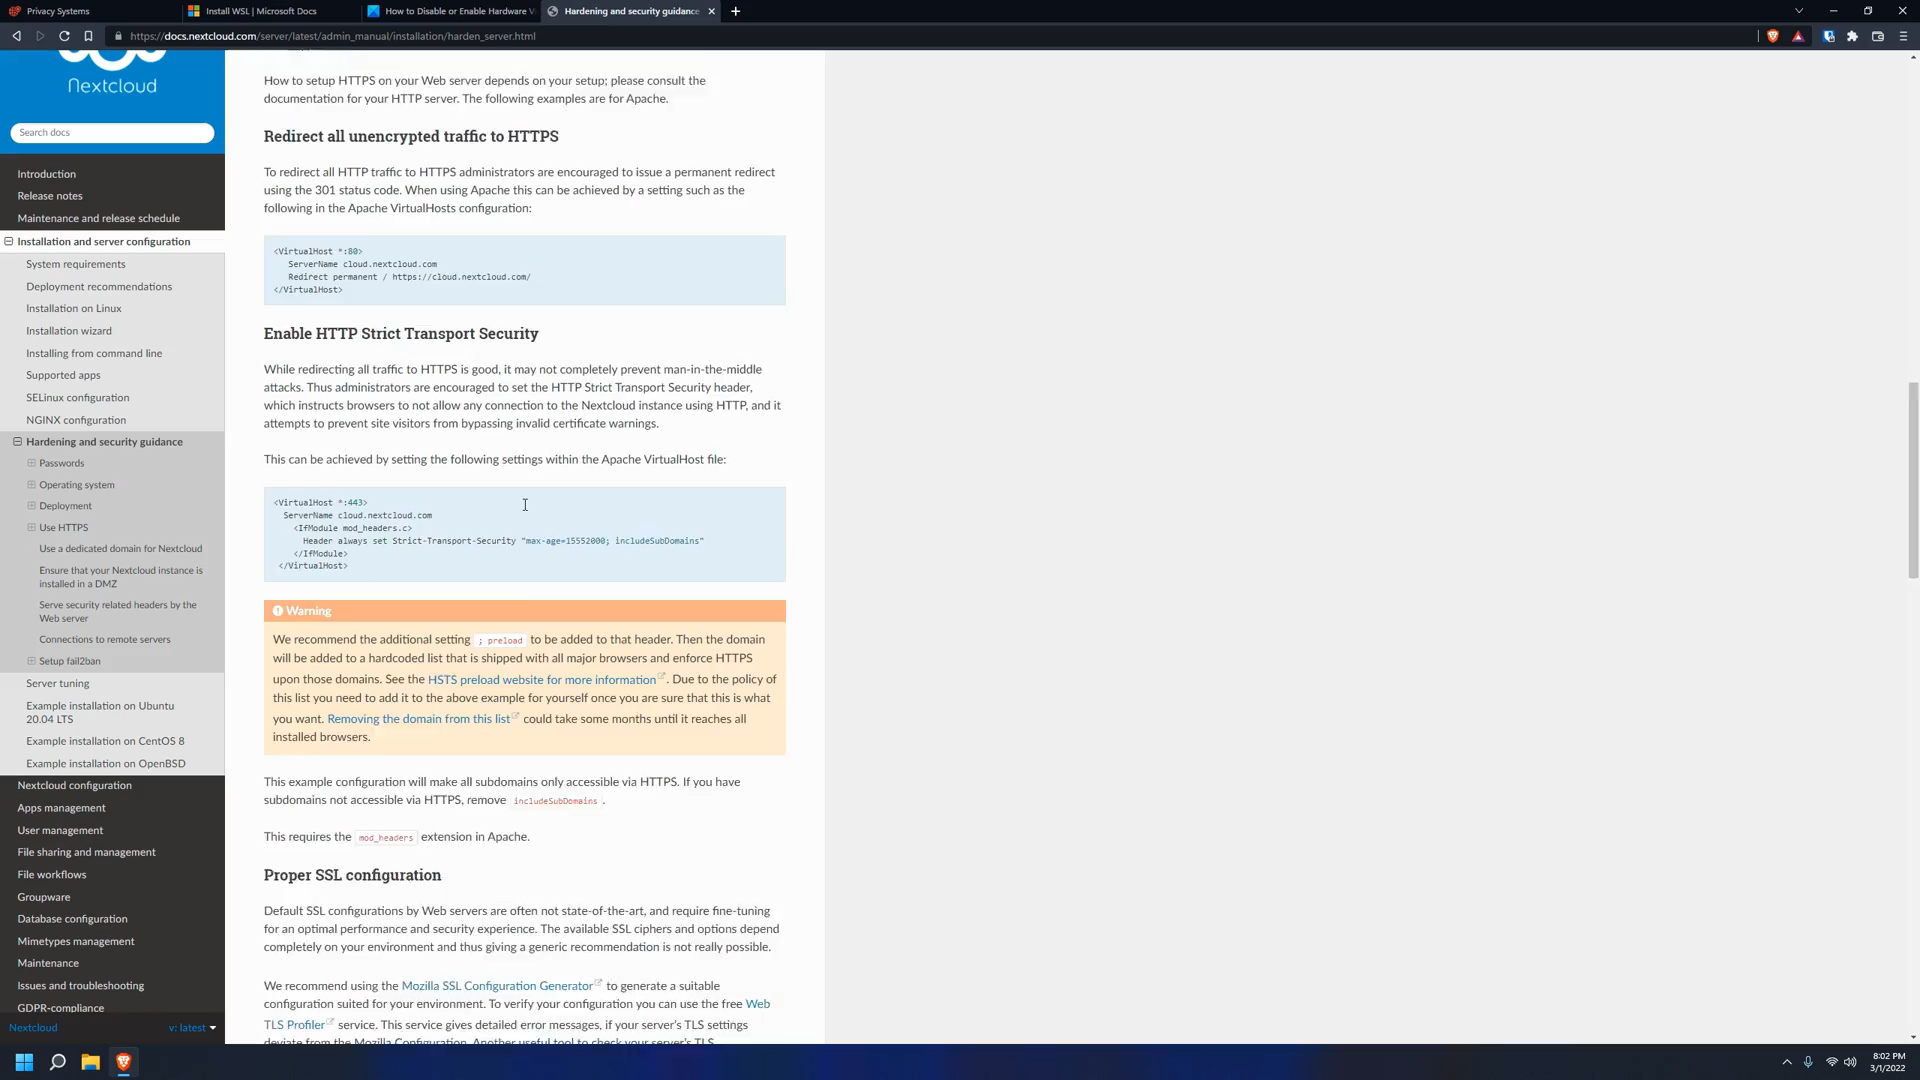 Privacy Systems
Install WSL | Microsoft Docs
How to Disable or Enable Hardware V
Hardening and security guidance
https://docs.nextcloud.com/server/latest/admin_manual/installation/harden_server.html
Nextcloud
Search docs
Introduction
Release notes
Maintenance and release schedule
Installation and server configuration
System requirements
Deployment recommendations
Installation on Linux
Installation wizard
Installing from command line
Supported apps
SELinux configuration
NGINX configuration
Hardening and security guidance
Passwords
Operating system
Deployment
Use HTTPS
Use a dedicated domain for Nextcloud
Ensure that your Nextcloud instance is
installed in a DMZ
Serve security related headers by the
Web server
Connections to remote servers
Setup fail2ban
Server tuning
Example installation on Ubuntu
20.04 LTS
Example installation on CentOS 8
Example installation on OpenBSD
Nextcloud configuration
Apps management
User management
File sharing and management
File workflows
Groupware
Database configuration
Mimetypes management
Maintenance
Issues and troubleshooting
GDPR-compliance
Nextcloud
v: latest
How to setup HTTPS on your Web server depends on your setup; please consult the
documentation for your HTTP server. The following examples are for Apache.
Redirect all unencrypted traffic to HTTPS
To redirect all HTTP traffic to HTTPS administrators are encouraged to issue a permanent redirect
using the 301 status code. When using Apache this can be achieved by a setting such as the
following in the Apache VirtualHosts configuration:
<VirtualHost *:80>
ServerName cloud.nextcloud.com
Redirect permanent / https://cloud.nextcloud.com/
</VirtualHost>
Enable HTTP Strict Transport Security
While redirecting all traffic to HTTPS is good, it may not completely prevent man-in-the-middle
attacks. Thus administrators are encouraged to set the HTTP Strict Transport Security header,
which instructs browsers to not allow any connection to the Nextcloud instance using HTTP, and it
attempts to prevent site visitors from bypassing invalid certificate warnings.
This can be achieved by setting the following settings within the Apache VirtualHost file:
<VirtualHost *:443>
ServerName cloud.nextcloud.com
<IfModule mod_headers.c>
Header always set Strict-Transport-Security "max-age=15552000; includeSubDomains"
</IfModule>
</VirtualHost>
Warning
We recommend the additional setting ; preload to be added to that header. Then the domain
will be added to a hardcoded list that is shipped with all major browsers and enforce HTTPS
upon those domains. See the HSTS preload website for more information. Due to the policy of
this list you need to add it to the above example for yourself once you are sure that this is what
you want. Removing the domain from this list could take some months until it reaches all
installed browsers.
This example configuration will make all subdomains only accessible via HTTPS. If you have
subdomains not accessible via HTTPS, remove includeSubDomains .
This requires the mod_headers extension in Apache.
Proper SSL configuration
Default SSL configurations by Web servers are often not state-of-the-art, and require fine-tuning
for an optimal performance and security experience. The available SSL ciphers and options depend
completely on your environment and thus giving a generic recommendation is not really possible.
We recommend using the Mozilla SSL Configuration Generator to generate a suitable
configuration suited for your environment. To verify your configuration you can use the free Web
TLS Profiler service. This service gives detailed error messages, if your server's TLS settings
deviate from the Mozilla Configuration. Another useful tool to check your server's TLS
8:02 PM
3/1/2022